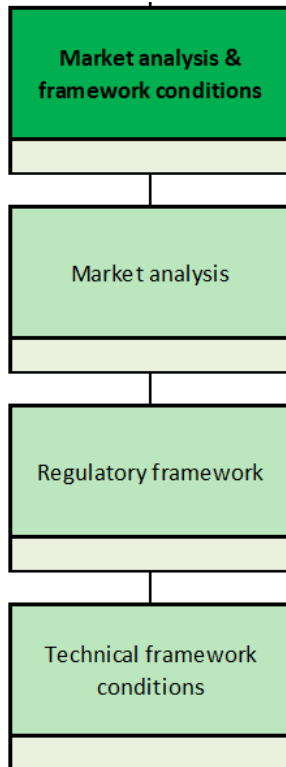 Market analysis &
framework conditions
Market analysis
Regulatory framework
Technical framework
conditions